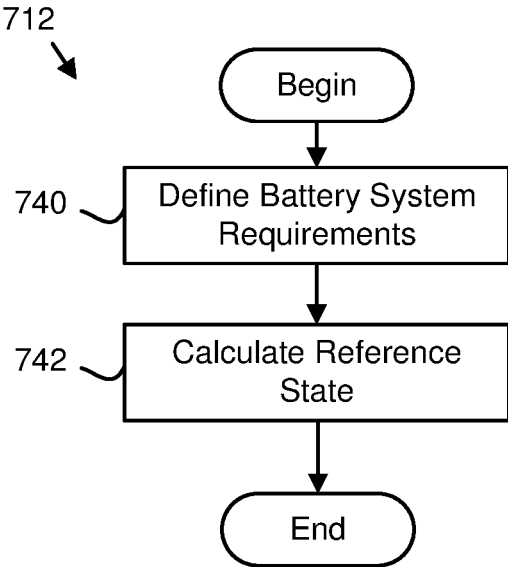 712
Begin
740
Define Battery System
Requirements
742
Calculate Reference
State
End